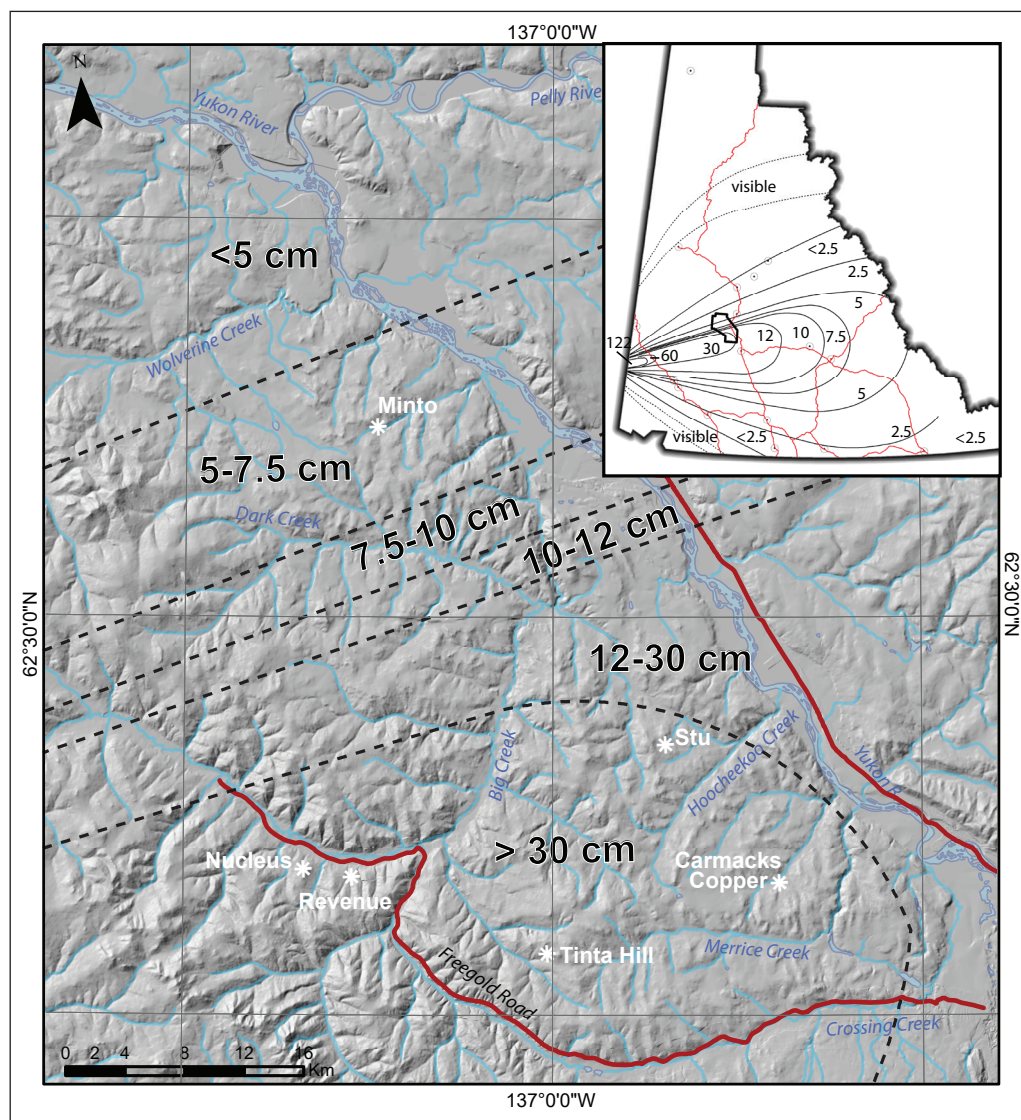 137°0'0"W
N
Yukon River
Pelly River
<5 cm
Wolverine Creek
Minto
5-7.5 cm
Dark Creek
7.5-10 cm
10-12 cm
62°30'0"N
62°30'0"N
12-30 cm
Stu
Big Creek
Hoocheekoo Creek
Yukon R.
> 30 cm
Nucleus
Revenue
Carmacks
Copper
Tinta Hill
Merrice Creek
Freegold Road
Crossing Creek
0 2 4 8 12 16
Km
137°0'0"W
visible
<2.5
2.5
5
122
60
30
12
10
7.5
5
2.5
<2.5
<2.5
visible